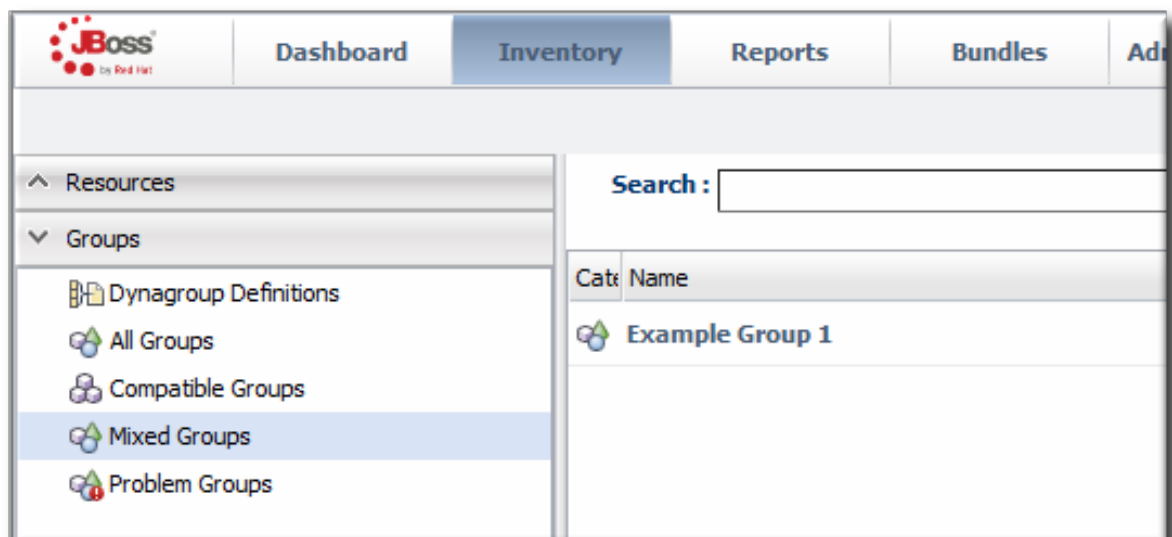 JBoss
by Red Hat
Dashboard
Inventory
Reports
Bundles
Resources
Groups
Dynagroup Definitions
All Groups
Compatible Groups
Mixed Groups
Problem Groups
Search :
Name
Example Group 1